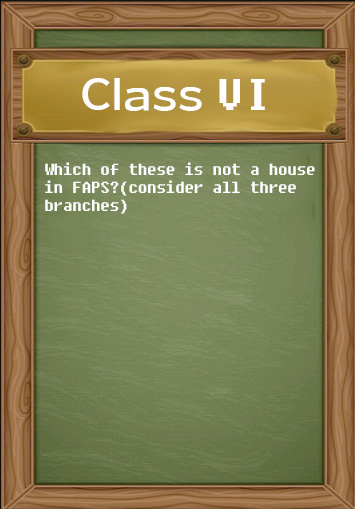 Class VI
Which of these is not a house
in FAPS?(consider all three
branches)